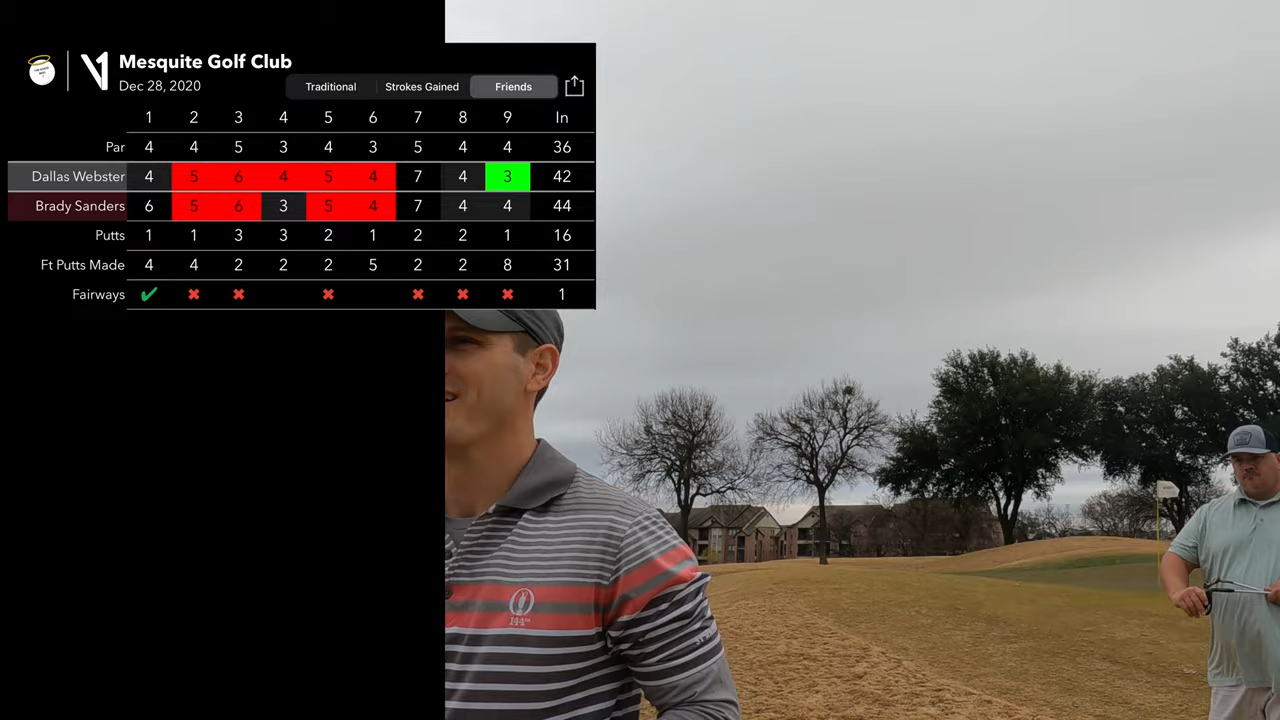 Mesquite Golf Club
Dec 28, 2020
Traditional Strokes Gained Friends
1 2 3 4 5 6 7 8 9 In
Par 4 4 5 3 4 3 5 4 4 36
Dallas Webster 4 5 6 4 5 4 7 4 3 42
Brady Sanders 6 5 6 3 5 4 7 4 4 44
Putts 1 1 3 3 2 1 2 2 1 16
Ft Putts Made 4 4 2 2 2 5 2 2 8 31
Fairways ✔ ✖ ✖ ✖ ✖ ✖ ✖ 1
144TH